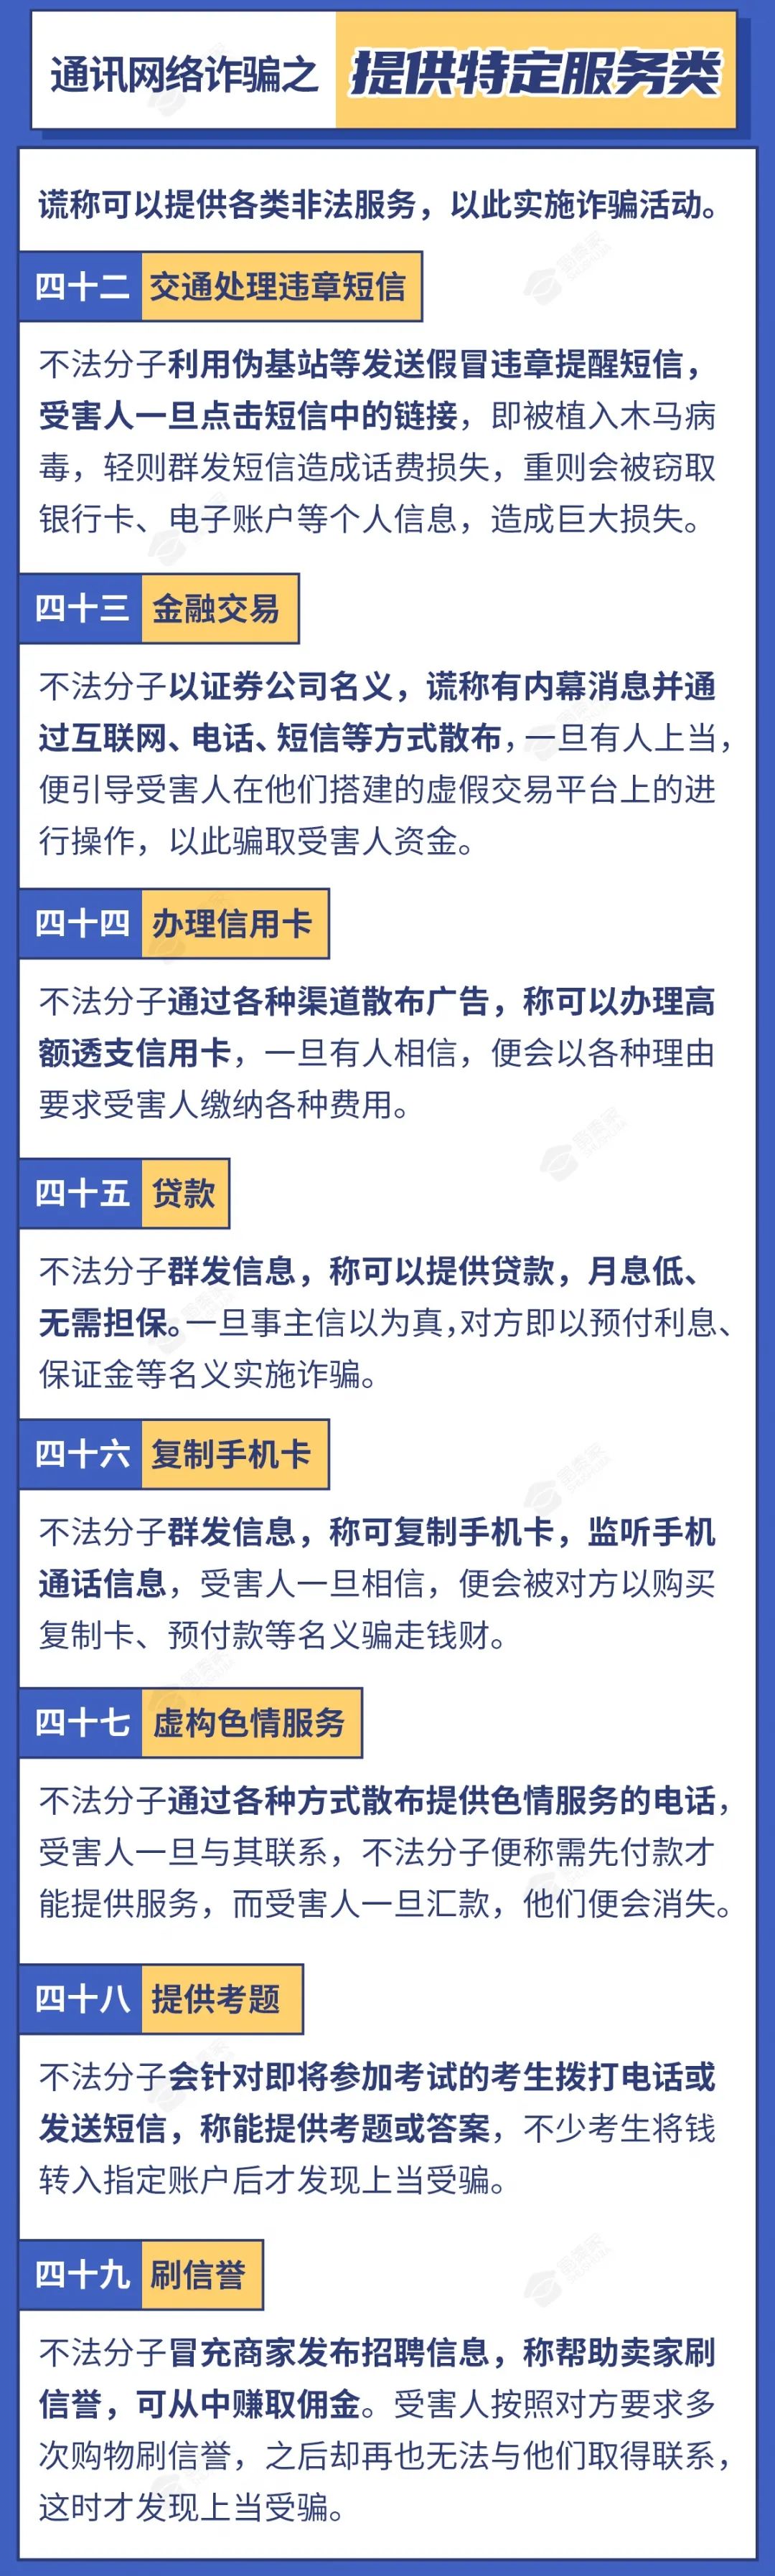 通讯网络诈骗之 提供特定服务类
谎称可以提供各类非法服务，以此实施诈骗活动。
四十二 交通处理违章短信
不法分子利用伪基站等发送假冒违章提醒短信，
受害人一旦点击短信中的链接，即被植入木马病
毒，轻则群发短信造成话费损失，重则会被窃取
银行卡、电子账户等个人信息，造成巨大损失。
四十三 金融交易
不法分子以证券公司名义，谎称有内幕消息并通
过互联网、电话、短信等方式散布，一旦有人上当，
便引导受害人在他们搭建的虚假交易平台上的进
行操作，以此骗取受害人资金。
四十四 办理信用卡
不法分子通过各种渠道散布广告，称可以办理高
额透支信用卡，一旦有人相信，便会以各种理由
要求受害人缴纳各种费用。
四十五 贷款
不法分子群发信息，称可以提供贷款，月息低、
无需担保。一旦事主信以为真，对方即以预付利息、
保证金等名义实施诈骗。
四十六 复制手机卡
不法分子群发信息，称可复制手机卡，监听手机
通话信息，受害人一旦相信，便会被对方以购买
复制卡、预付款等名义骗走钱财。
四十七 虚构色情服务
不法分子通过各种方式散布提供色情服务的电话，
受害人一旦与其联系，不法分子便称需先付款才
能提供服务，而受害人一旦汇款，他们便会消失。
四十八 提供考题
不法分子会针对即将参加考试的考生拨打电话或
发送短信，称能提供考题或答案，不少考生将钱
转入指定账户后才发现上当受骗。
四十九 刷信誉
不法分子冒充商家发布招聘信息，称帮助卖家刷
信誉，可从中赚取佣金。受害人按照对方要求多
次购物刷信誉，之后却再也无法与他们取得联系，
这时才发现上当受骗。